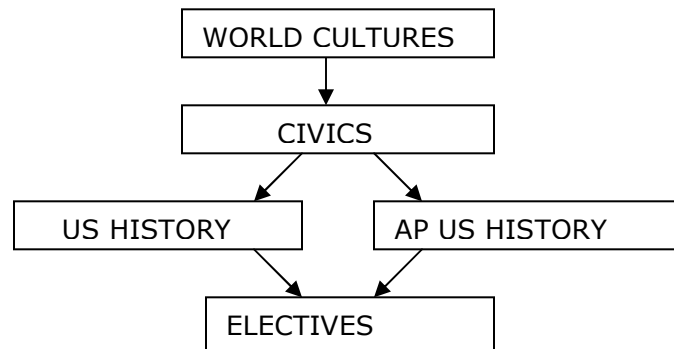 WORLD CULTURES
CIVICS
US HISTORY
AP US HISTORY
ELECTIVES